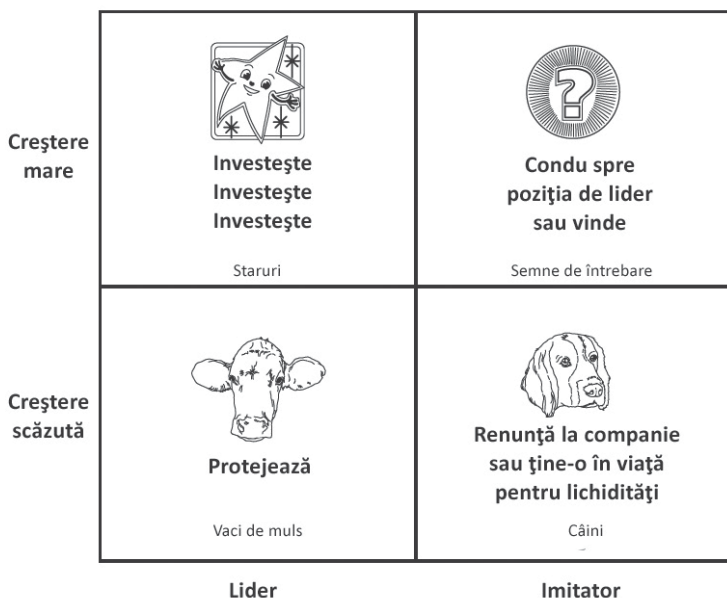 Creştere
mare
Investeşte
Investeşte
Investeşte
Staruri
?
Condu spre
poziţia de lider
sau vinde
Semne de întrebare
Creştere
scăzută
Protejează
Vaci de muls
Renunţă la companie
sau ţine-o în viaţă
pentru lichidităţi
Câini
Lider
Imitator